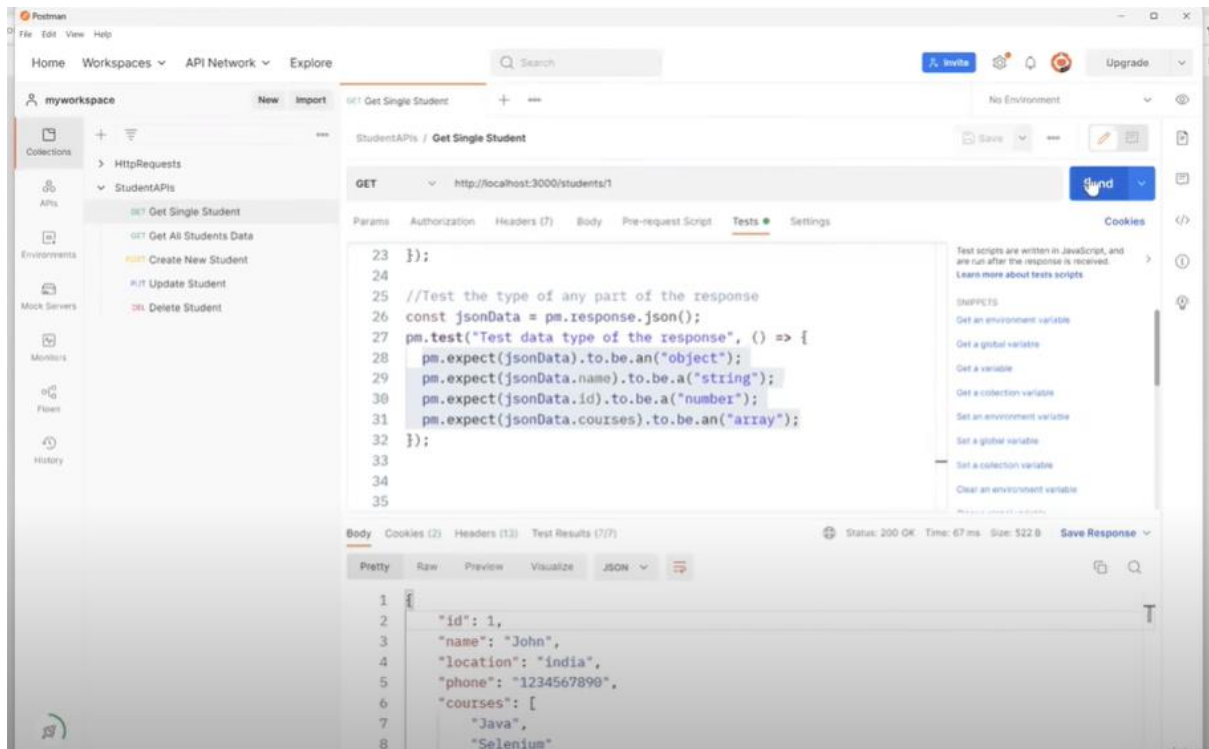 Postman
File Edit View Help
Home Workspaces API Network Explore
Search
Invite
Upgrade
myworkspace
New Import
GET Get Single Student
No Environment
Collections
APIs
Environments
Mock Servers
Monitors
Flows
History
HttpRequests
StudentAPIs
GET Get Single Student
GET Get All Students Data
POST Create New Student
PUT Update Student
DEL Delete Student
StudentAPIs / Get Single Student
Save
GET http://localhost:3000/students/1
Send
Params Authorization Headers (7) Body Pre-request Script Tests Settings
Cookies
23 });
24
25 //Test the type of any part of the response
26 const jsonData = pm.response.json();
27 pm.test("Test data type of the response", () => {
28 pm.expect(jsonData).to.be.an("object");
29 pm.expect(jsonData.name).to.be.a("string");
30 pm.expect(jsonData.id).to.be.a("number");
31 pm.expect(jsonData.courses).to.be.an("array");
32 });
33
34
35
Test scripts are written in JavaScript, and
are run after the response is received.
Learn more about tests scripts
SNIPPETS
Get an environment variable
Get a global variable
Get a variable
Get a collection variable
Set an environment variable
Set a global variable
Set a collection variable
Clear an environment variable
Body Cookies (2) Headers (13) Test Results (7/7)
Status: 200 OK Time: 67 ms Size: 522 B Save Response
Pretty Raw Preview Visualize JSON
1 {
2 "id": 1,
3 "name": "John",
4 "location": "india",
5 "phone": "1234567890",
6 "courses": [
7 "Java",
8 "Selenium"